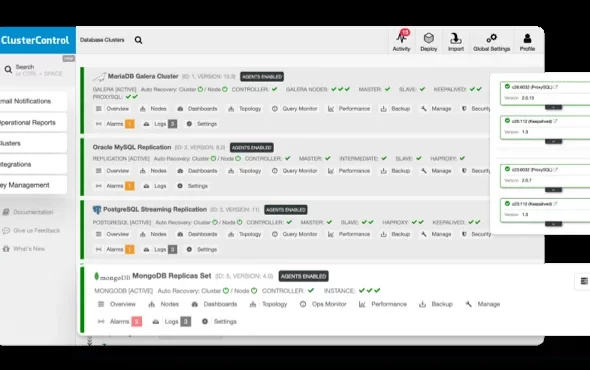 ClusterControl
Database Clusters
Activity
Deploy
Import
Global Settings
Profile
Search
or CTRL + SPACE
mail Notifications
Operational Reports
Clusters
ntegrations
ey Management
Documentation
Give us Feedback
What's New
MariaDB Galera Cluster (ID: 1, VERSION: 10.3) AGENTS ENABLED
GALERA [ACTIVE] Auto Recovery: Cluster / Node CONTROLLER: GALERA: MASTER: SLAVE: KEEPALIVED:
PROXYSQL:
Overview Nodes Dashboards Topology Query Monitor Performance Backup Manage Security
Alarms 1 Logs 3 Settings
Oracle MySQL Replication AGENTS ENABLED
REPLICATION [ACTIVE] Auto Recovery: Cluster / Node CONTROLLER: MASTER: INTERMEDIATE: SLAVE: HAPROXY:
Overview Nodes Dashboards Topology Query Monitor Performance Backup Manage Security
Alarms 1 Logs Settings
PostgreSQL Streaming Replication (ID: 3, VERSION: 11) AGENTS ENABLED
POSTGRESQL [ACTIVE] Auto Recovery: Cluster / Node CONTROLLER: MASTER: SLAVE: HAPROXY: KEEPALIVED:
Overview Nodes Dashboards Topology Query Monitor Performance Backup Manage Security
Alarms 1 Logs 3 Settings
mongoDB MongoDB Replicas Set (ID: 5, VERSION: 4.0) AGENTS ENABLED
MONGODB [ACTIVE] Auto Recovery: Cluster / Node CONTROLLER: INSTANCE:
Overview Nodes Dashboards Topology Ops Monitor Performance Backup Manage
Alarms Logs 3 Settings
(ProxySQL)
Version 2.0.13
(Keepalived)
Version 1.3
(ProxySQL)
Version 2.0.7
(Keepalived)
Version 1.3